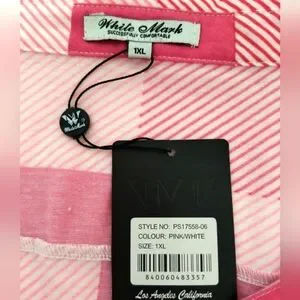 White Mark
SUCCESSFULLY COMFORTABLE
1XL
STYLE NO: PS17558-06
COLOUR: PINK/WHITE
SIZE: 1XL
840060483357
Los Angeles California